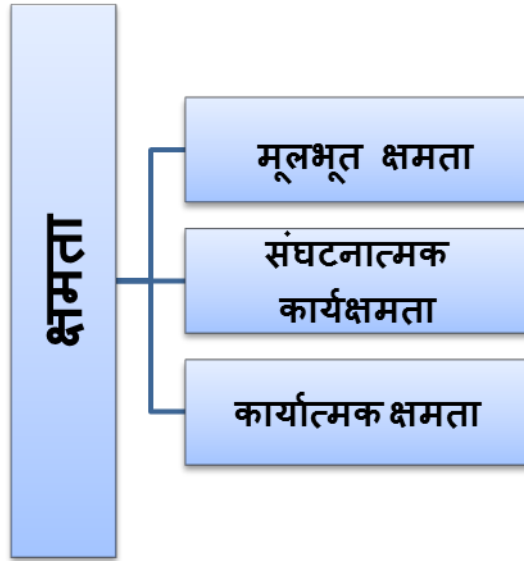 क्षमता
मूलभूत क्षमता
संघटनात्मक
कार्यक्षमता
कार्यात्मक क्षमता